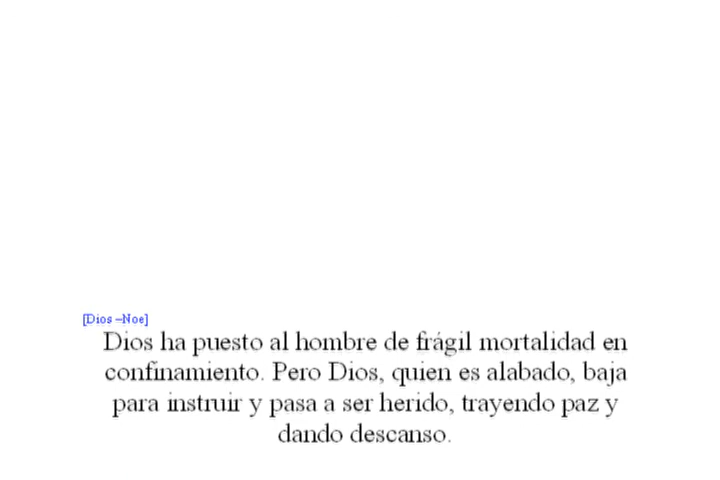 [Dios –Noe]
Dios ha puesto al hombre de frágil mortalidad en
confinamiento. Pero Dios, quien es alabado, baja
para instruir y pasa a ser herido, trayendo paz y
dando descanso.